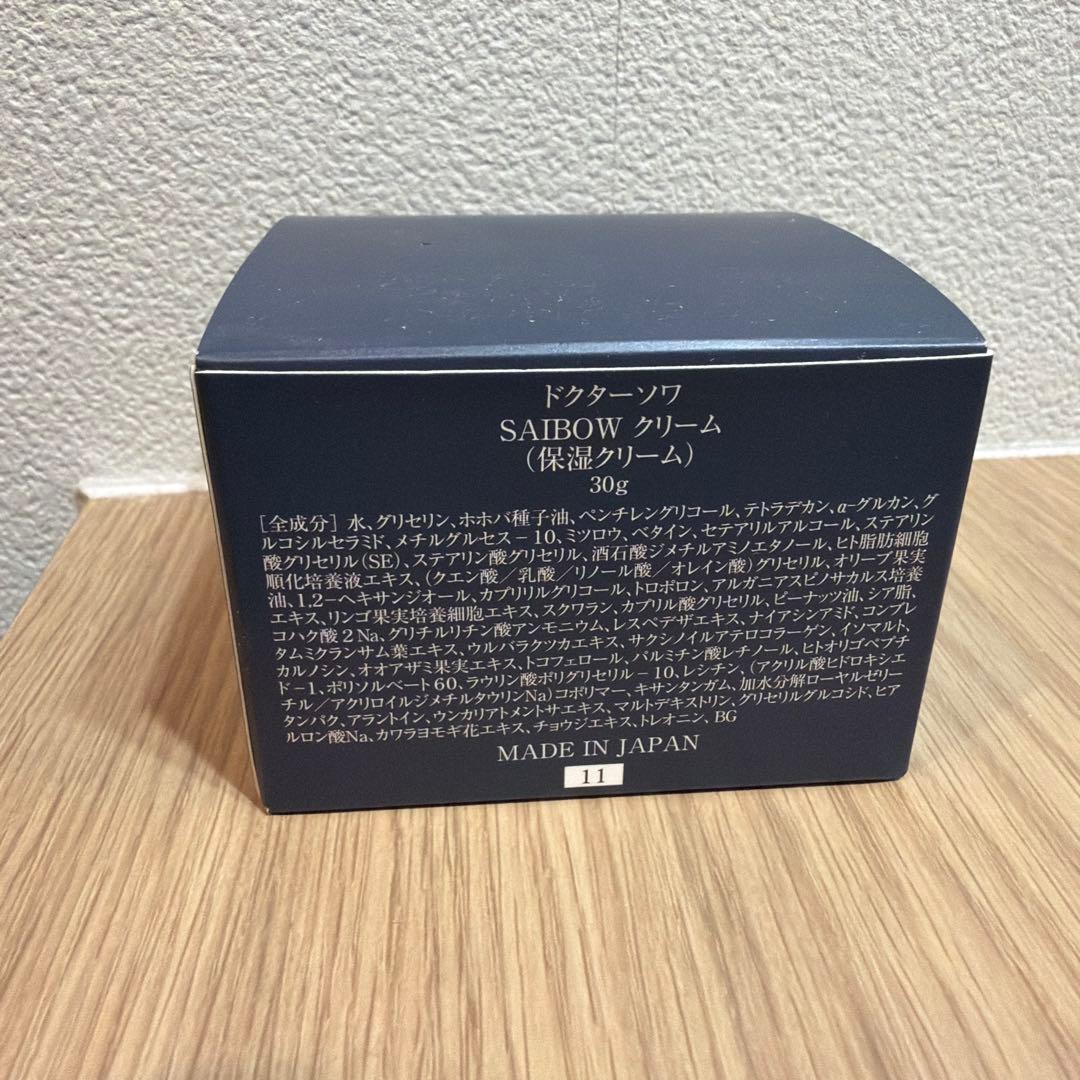 ドクターソワ
SAIBOW クリーム
（保湿クリーム）
30g
［全成分］水、グリセリン、ホホバ種子油、ペンチレングリコール、テトラデカン、α-グルカン、グ
ルコシルセラミド、メチルグルセス-10、ミツロウ、ベタイン、セテアリルアルコール、ステアリン
酸グリセリル(SE)、ステアリン酸グリセリル、酒石酸ジメチルアミノエタノール、ヒト脂肪細胞
順化培養液エキス、(クエン酸／乳酸／リノール酸／オレイン酸)グリセリル、オリーブ果実
油、1,2-ヘキサンジオール、カプリリルグリコール、トロポロン、アルガニアスピノサカルス培養
エキス、リンゴ果実培養細胞エキス、スクワラン、カプリル酸グリセリル、ピーナッツ油、シア脂、
コハク酸2Na、グリチルリチン酸アンモニウム、レスペデザエキス、ナイアシンアミド、コンブレ
タムミクランサム葉エキス、ウルバラクツカエキス、サクシノイルアテロコラーゲン、イソマルト、
カルノシン、オオアザミ果実エキス、トコフェロール、パルミチン酸レチノール、ヒトオリゴペプチ
ド-1、ポリソルベート60、ラウリン酸ポリグリセリル-10、レシチン、(アクリル酸ヒドロキシエ
チル／アクリロイルジメチルタウリンNa)コポリマー、キサンタンガム、加水分解ローヤルゼリー
タンパク、アラントイン、ウンカリアトメントサエキス、マルトデキストリン、グリセリルグルコシド、ヒア
ルロン酸Na、カワラヨモギ花エキス、チョウジエキス、トレオニン、BG
MADE IN JAPAN
11